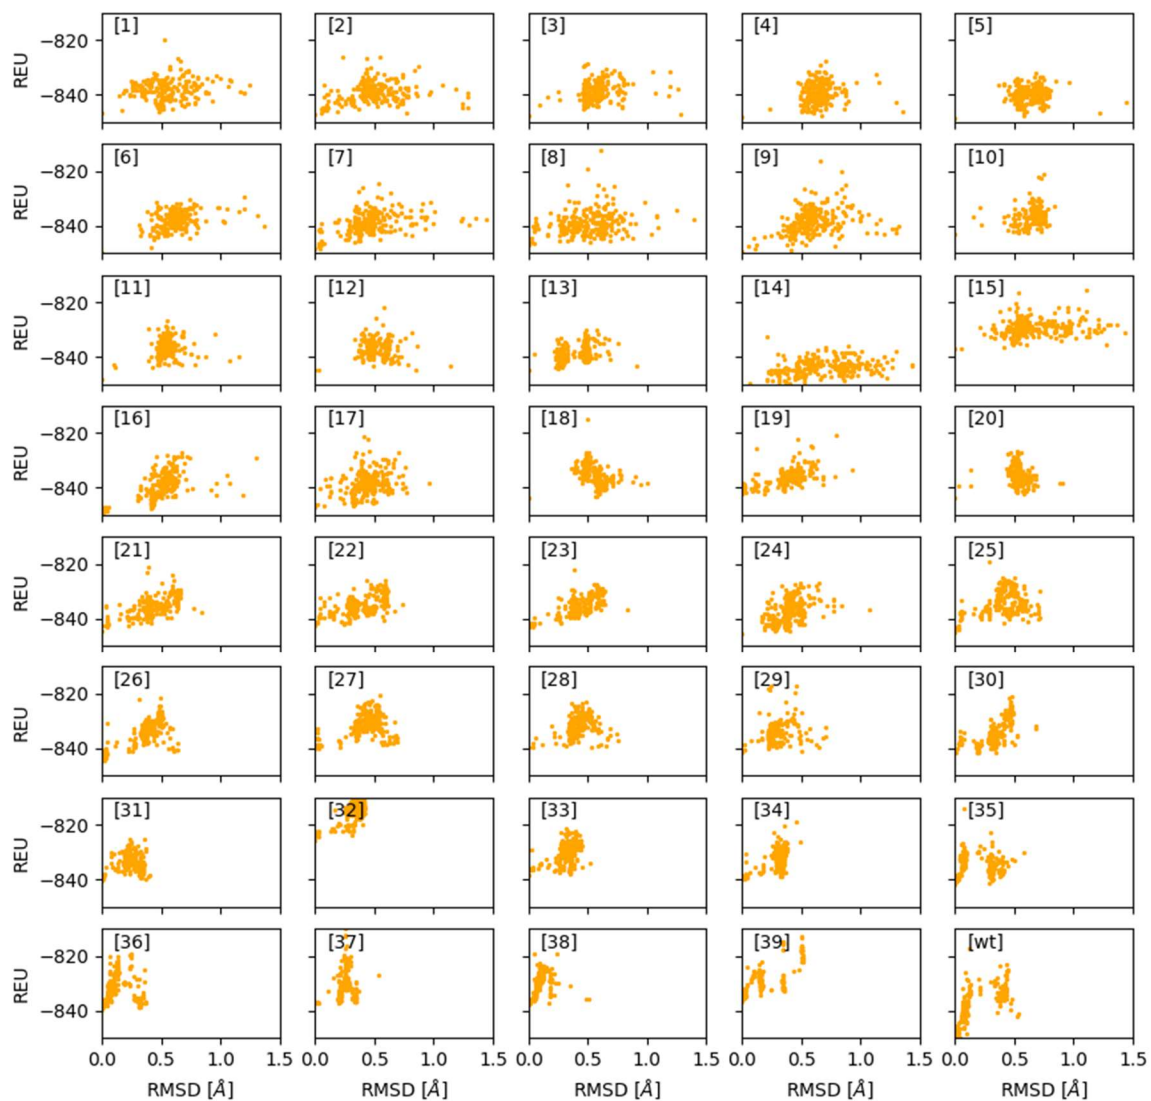 [1] [2] [3] [4] [5]
−820
REU
−840
[6] [7] [8] [9] [10]
−820
REU
−840
[11] [12] [13] [14] [15]
−820
REU
−840
[16] [17] [18] [19] [20]
−820
REU
−840
[21] [22] [23] [24] [25]
−820
REU
−840
[26] [27] [28] [29] [30]
−820
REU
−840
[31] [32] [33] [34] [35]
−820
REU
−840
[36] [37] [38] [39] [wt]
−820
REU
−840
0.0 0.5 1.0 1.5 0.0 0.5 1.0 1.5 0.0 0.5 1.0 1.5 0.0 0.5 1.0 1.5 0.0 0.5 1.0 1.5
RMSD [Å] RMSD [Å] RMSD [Å] RMSD [Å] RMSD [Å]